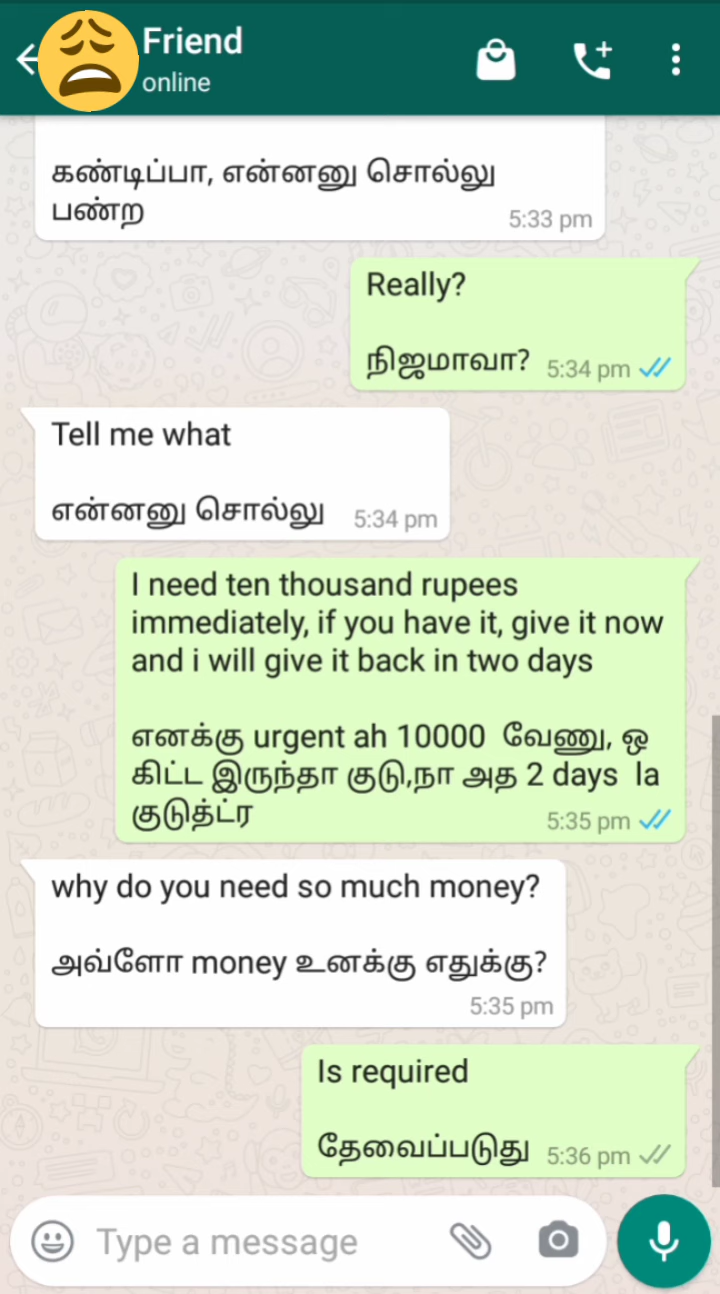 Friend
online
கண்டிப்பா, என்னனு சொல்லு
பண்ற
5:33 pm
Really?
நிஜமாவா?
5:34 pm
Tell me what
என்னனு சொல்லு
5:34 pm
I need ten thousand rupees
immediately, if you have it, give it now
and i will give it back in two days
எனக்கு urgent ah 10000 வேணு, ஒ
கிட்ட இருந்தா குடு,நா அத 2 days la
குடுத்ட்ர
5:35 pm
why do you need so much money?
அவ்ளோ money உனக்கு எதுக்கு?
5:35 pm
Is required
தேவைப்படுது
5:36 pm
Type a message